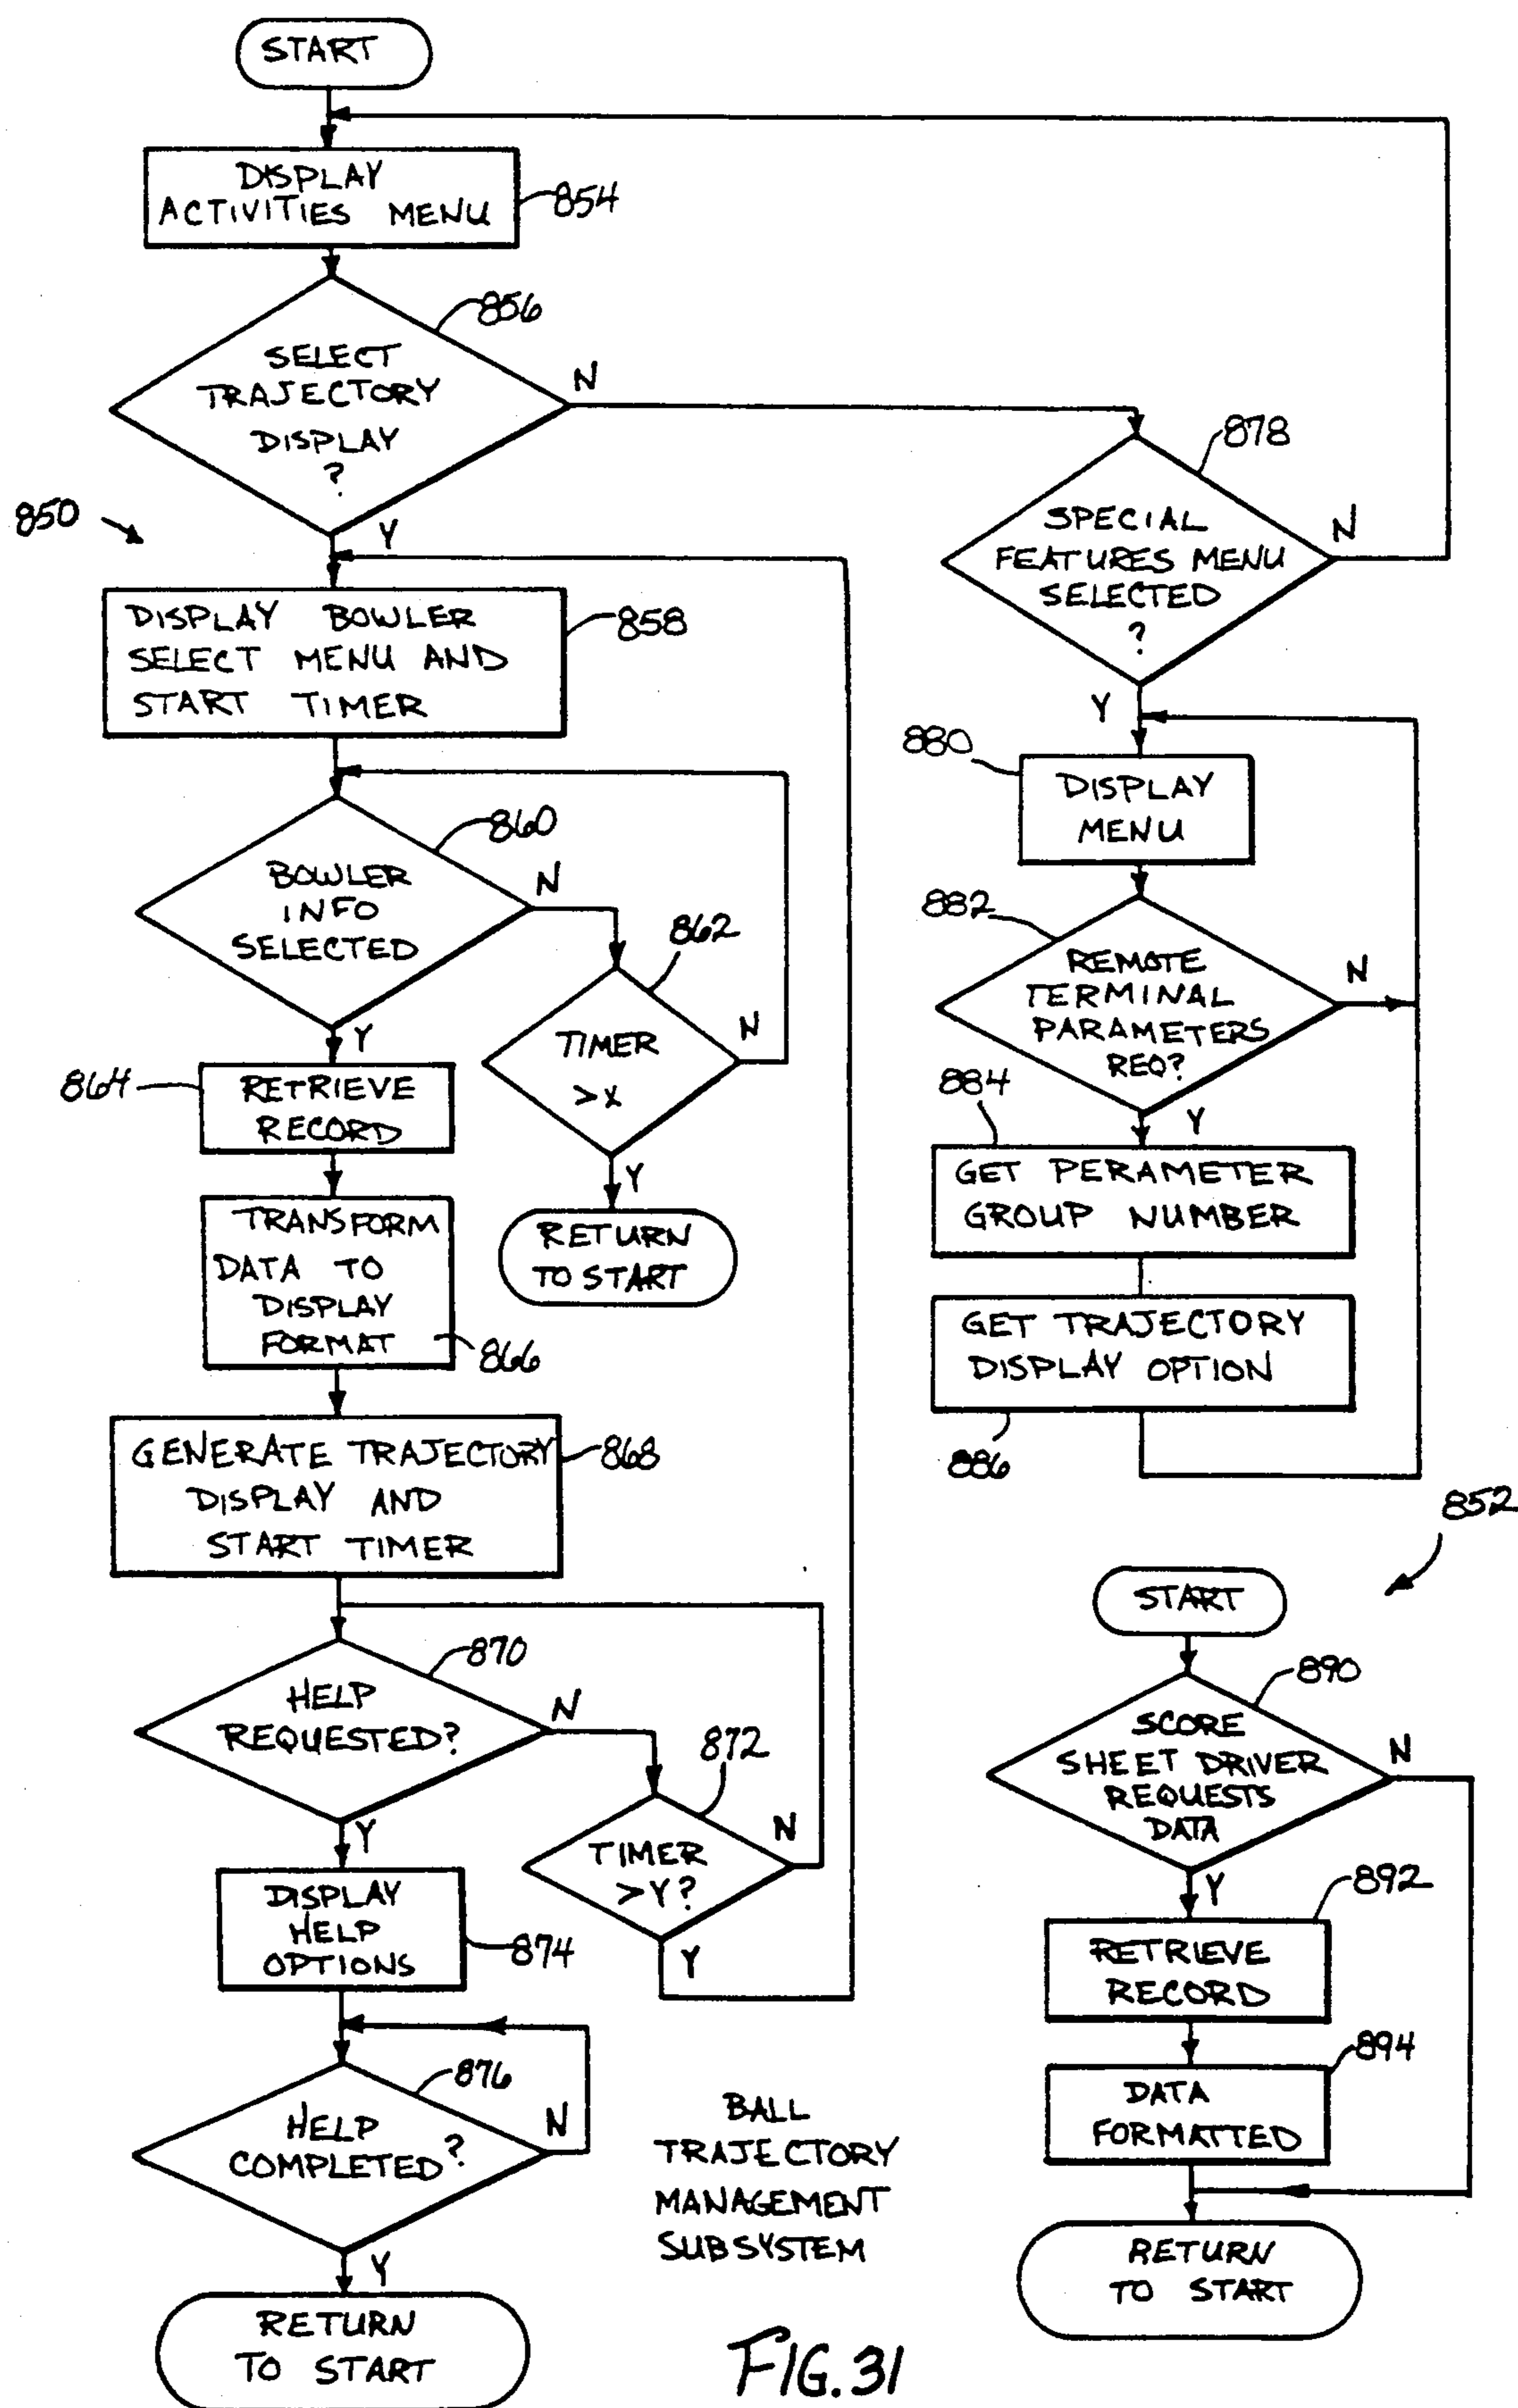 START
DISPLAY
ACTIVITIES MENU
854
856
SELECT
TRAJECTORY
DISPLAY
?
N
Y
850
878
SPECIAL
FEATURES MENU
SELECTED
?
N
Y
DISPLAY BOWLER
SELECT MENU AND
START TIMER
858
880
DISPLAY
MENU
860
BOWLER
INFO
SELECTED
N
Y
862
TIMER
>X
N
Y
RETURN
TO START
882
REMOTE
TERMINAL
PARAMETERS
REQ?
N
Y
864
RETRIEVE
RECORD
884
GET PERAMETER
GROUP NUMBER
TRANSFORM
DATA TO
DISPLAY
FORMAT
866
GET TRAJECTORY
DISPLAY OPTION
886
GENERATE TRAJECTORY
DISPLAY AND
START TIMER
868
870
HELP
REQUESTED?
N
Y
872
TIMER
>Y?
N
Y
DISPLAY
HELP
OPTIONS
874
876
HELP
COMPLETED?
N
Y
RETURN
TO START
852
START
890
SCORE
SHEET DRIVER
REQUESTS
DATA
N
Y
892
RETRIEVE
RECORD
894
DATA
FORMATTED
RETURN
TO START
BALL
TRAJECTORY
MANAGEMENT
SUBSYSTEM
FIG. 31